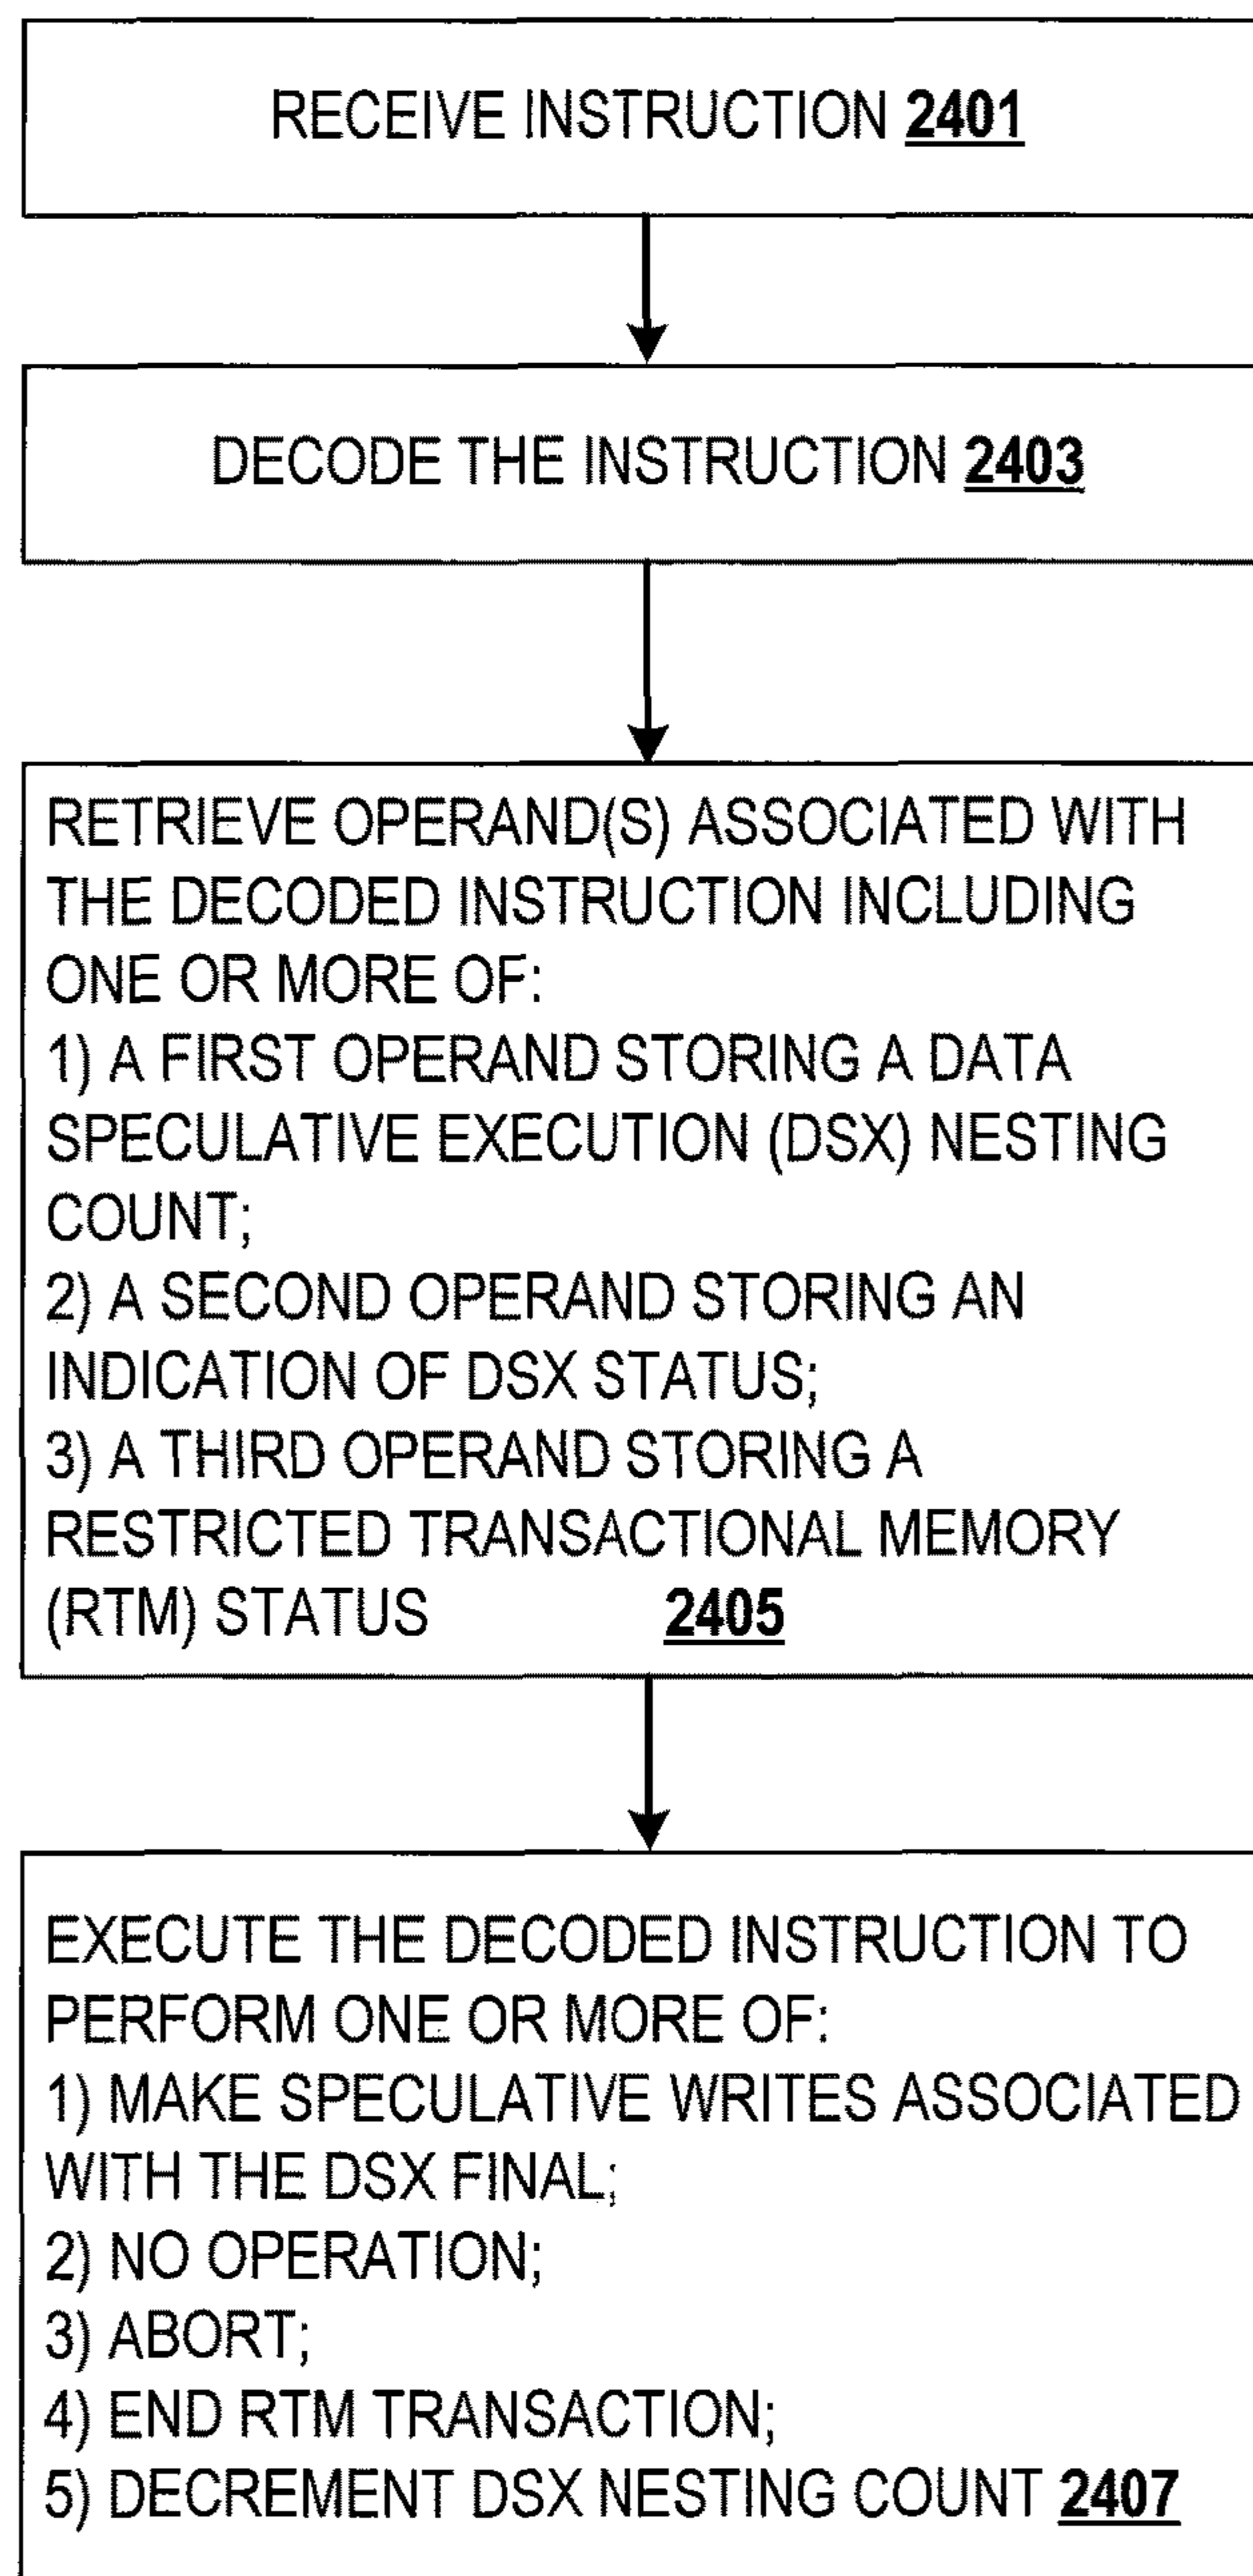 RECEIVE INSTRUCTION 2401
DECODE THE INSTRUCTION 2403
RETRIEVE OPERAND(S) ASSOCIATED WITH
THE DECODED INSTRUCTION INCLUDING
ONE OR MORE OF:
1) A FIRST OPERAND STORING A DATA
SPECULATIVE EXECUTION (DSX) NESTING
COUNT;
2) A SECOND OPERAND STORING AN
INDICATION OF DSX STATUS;
3) A THIRD OPERAND STORING A
RESTRICTED TRANSACTIONAL MEMORY
(RTM) STATUS 2405
EXECUTE THE DECODED INSTRUCTION TO
PERFORM ONE OR MORE OF:
1) MAKE SPECULATIVE WRITES ASSOCIATED
WITH THE DSX FINAL;
2) NO OPERATION;
3) ABORT;
4) END RTM TRANSACTION;
5) DECREMENT DSX NESTING COUNT 2407